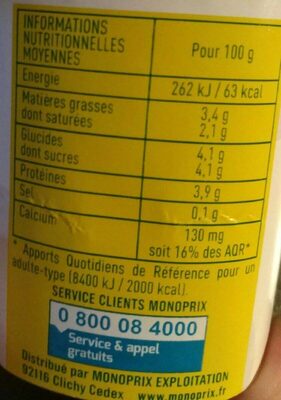 INFORMATIONS
NUTRITIONNELLES
MOYENNES
Pour 100 g
Energie
262 kJ / 63 kcal
Matières grasses
3,4 g
dont saturées
2,1 g
Glucides
4,1 g
dont sucres
4,1 g
Protéines
3,9 g
Sel
0,1 g
Calcium
130 mg
soit 16% des AQR*
* Apports Quotidiens de Référence pour un
adulte-type (8400 kJ / 2000 kcal).
SERVICE CLIENTS MONOPRIX
0 800 08 4000
Service & appel
gratuits
Distribué par MONOPRIX EXPLOITATION
92116 Clichy Cedex www.monoprix.fr